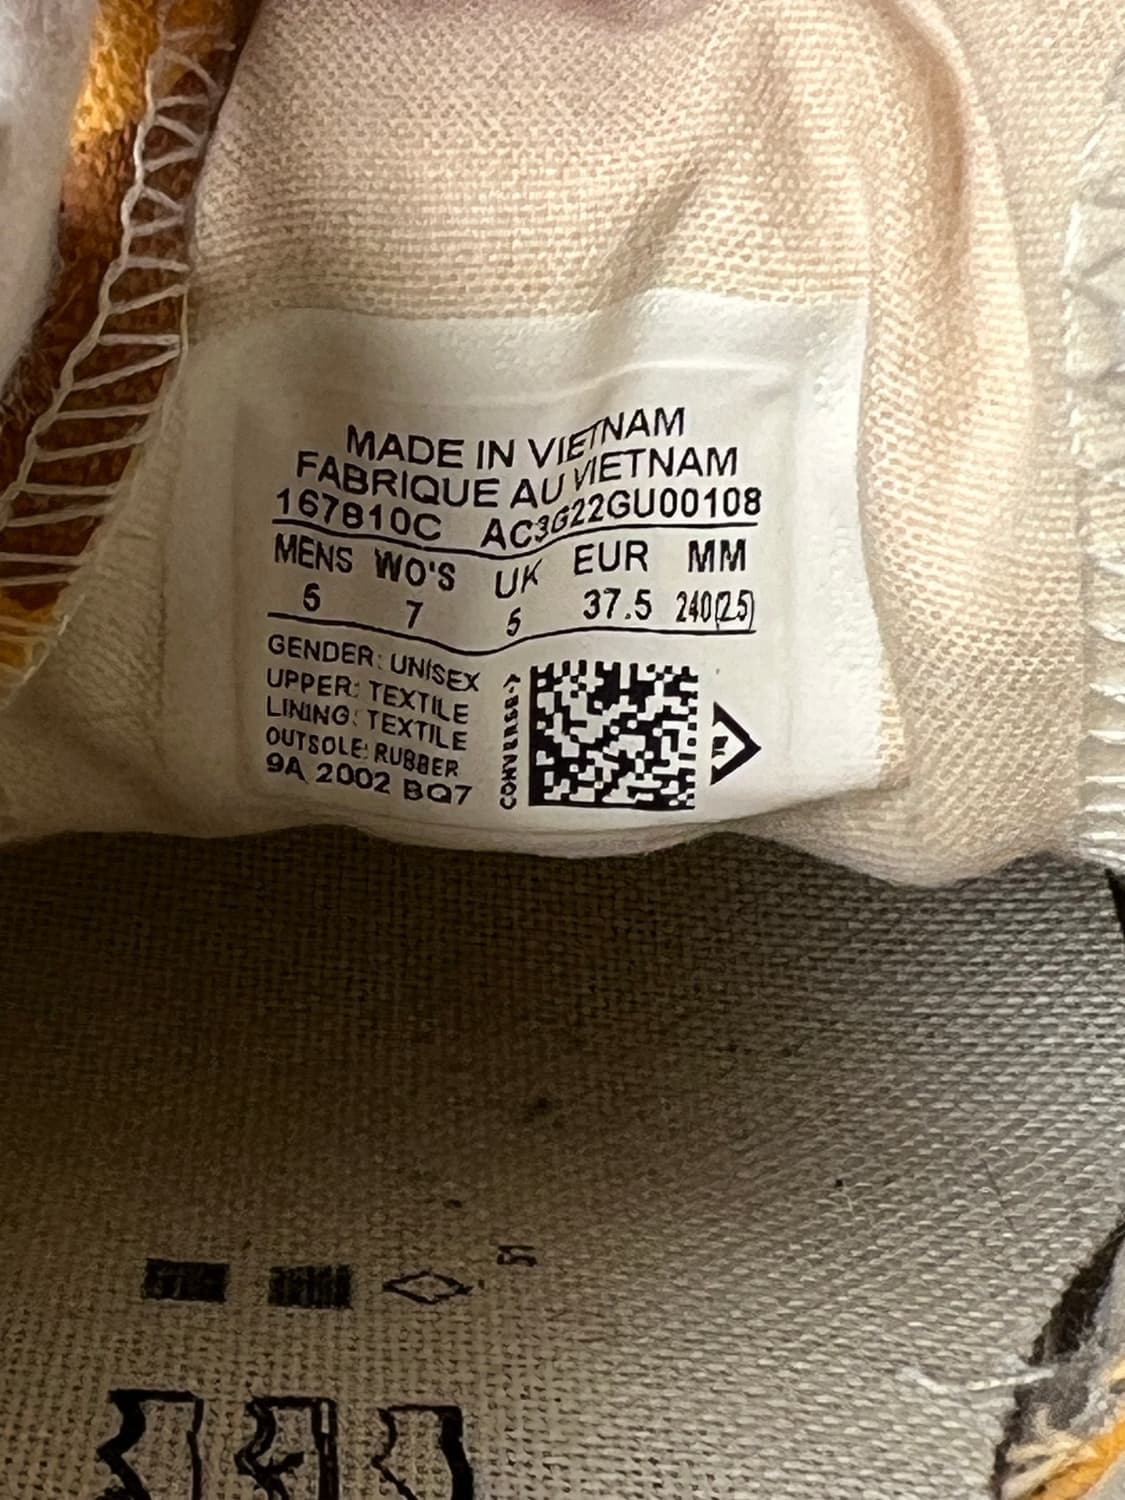 MADE IN VIETNAM
FABRIQUE AU VIETNAM
167810C AC3G22GU00108
MENS WO'S UK EUR MM
5 7 5 37.5 240(2.5)
GENDER: UNISEX
UPPER: TEXTILE
LINING: TEXTILE
OUTSOLE: RUBBER
9A 2002 BQ7
CONVERSE->